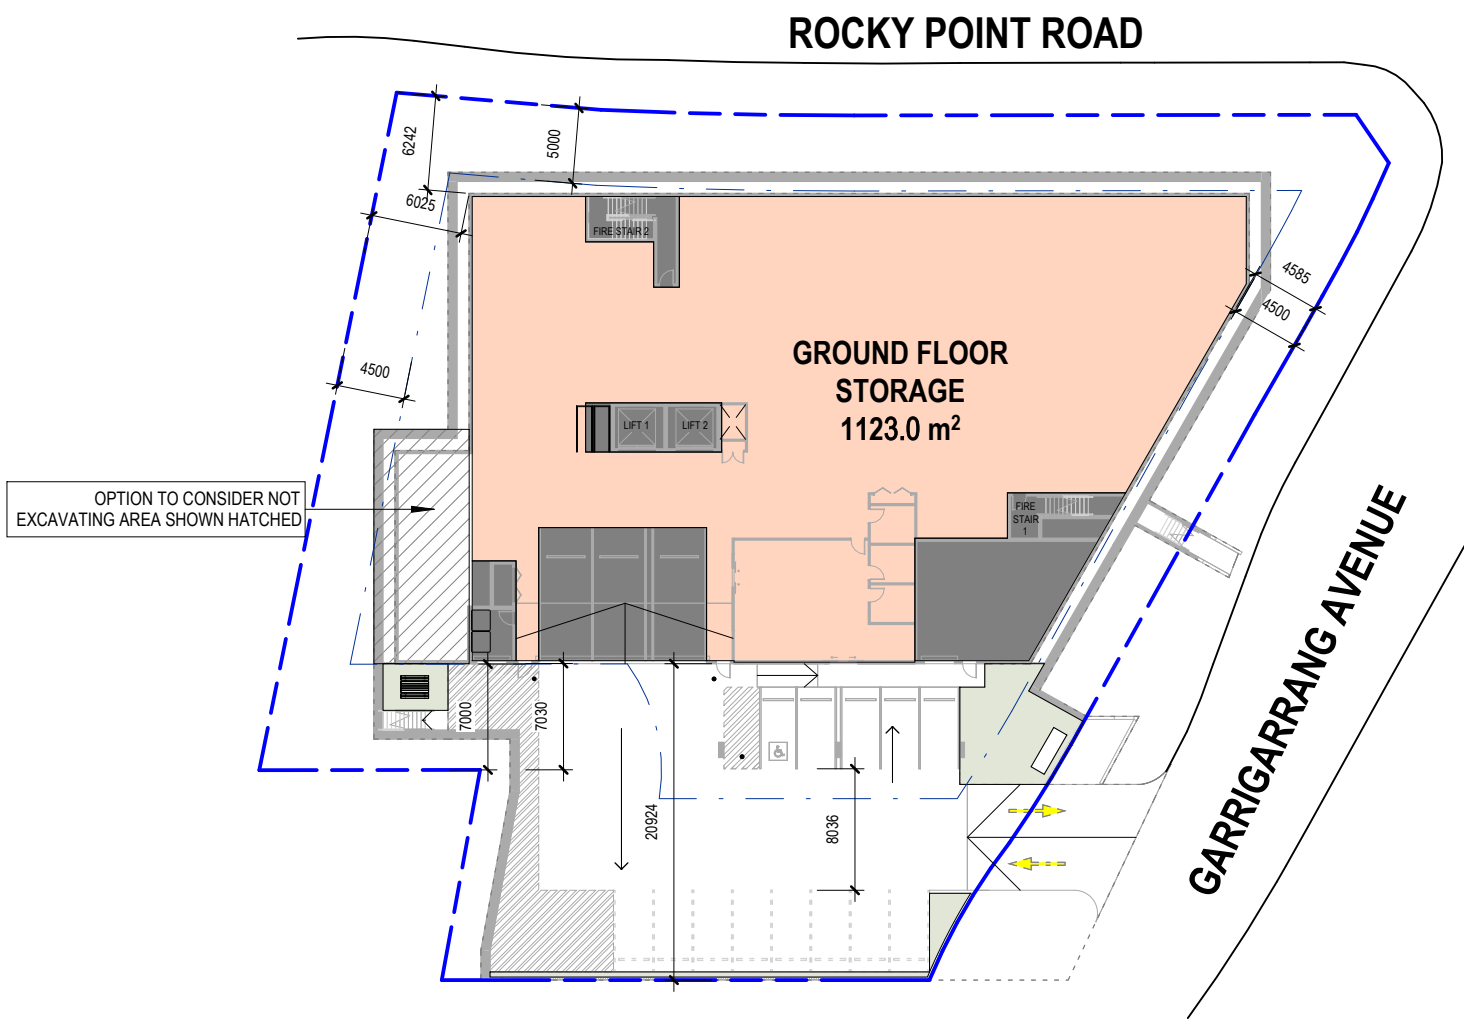 ROCKY POINT ROAD
6242
5000
6025
FIRE STAIR 2
4585
4500
GROUND FLOOR
STORAGE
1123.0 m²
4500
LIFT 1
LIFT 2
OPTION TO CONSIDER NOT
EXCAVATING AREA SHOWN HATCHED
FIRE
STAIR
1
GARRIGARRANG AVENUE
7000
7030
20924
8036